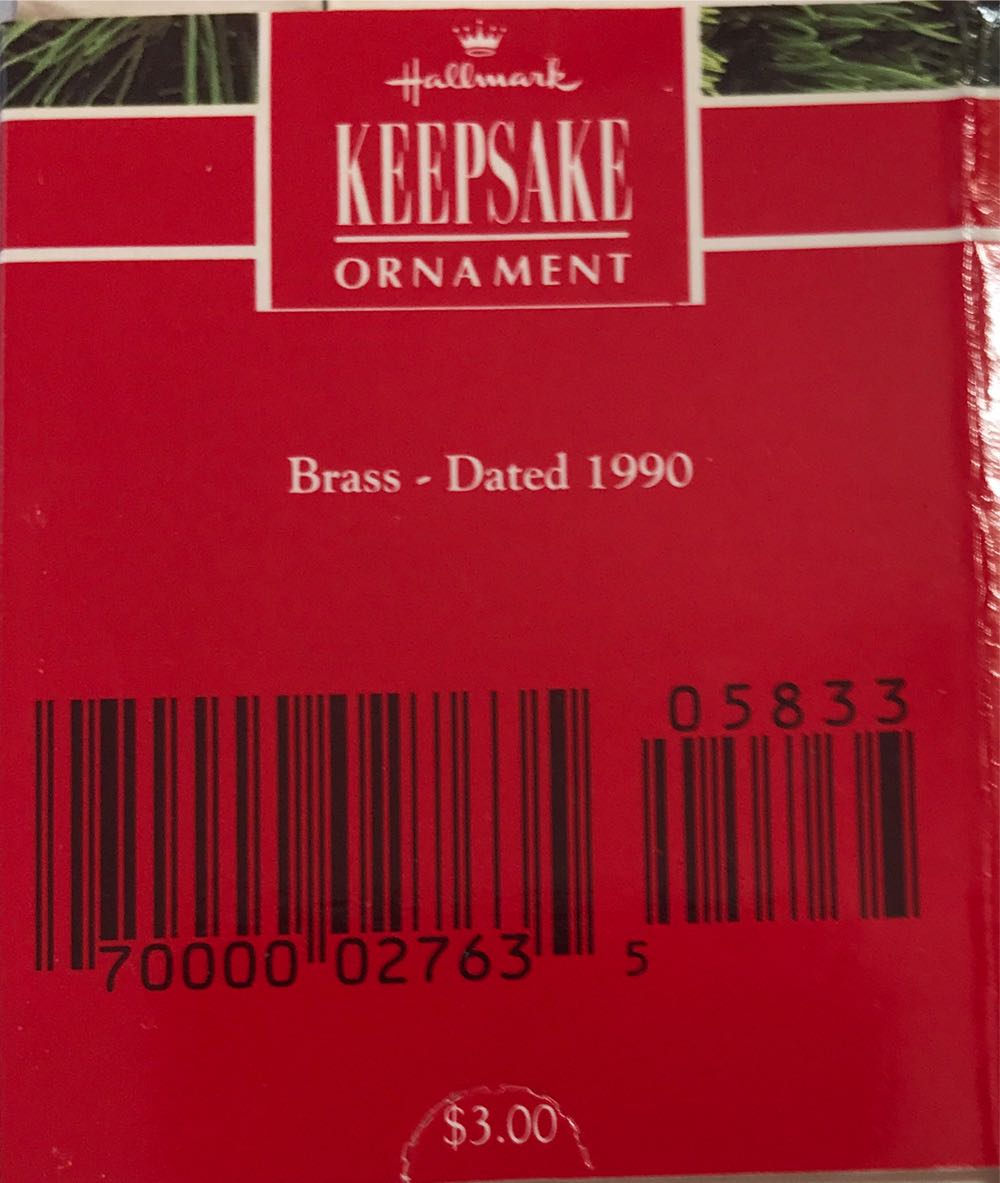 Hallmark
KEEPSAKE
ORNAMENT
Brass - Dated 1990
05833
70000 02763 5
$3.00